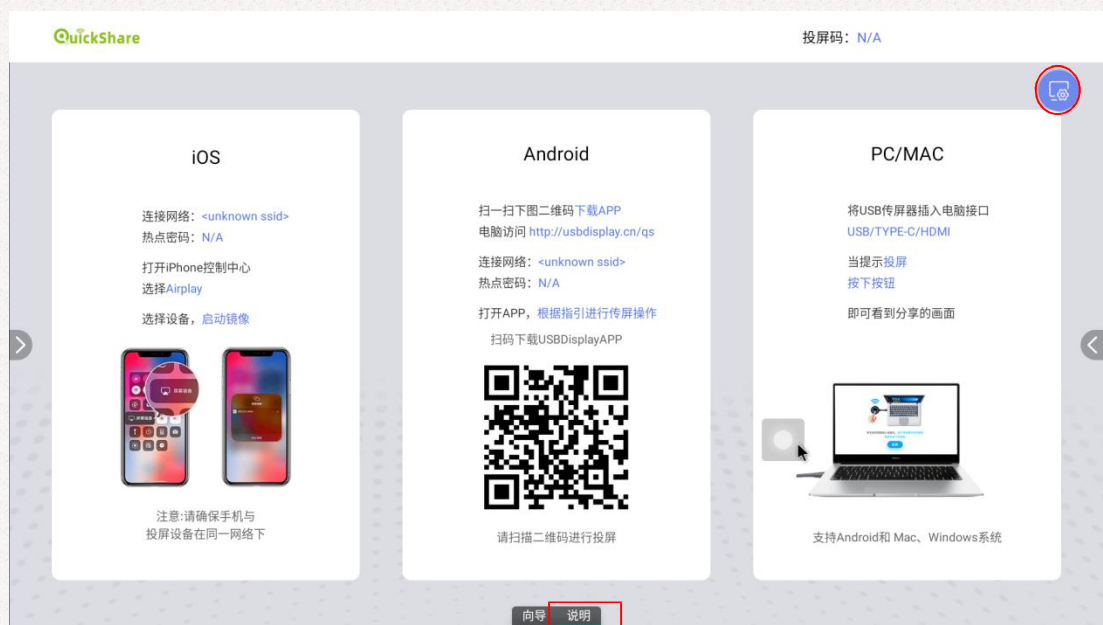 QuickShare
投屏码：N/A
iOS
连接网络：<unknown ssid>
热点密码：N/A
打开iPhone控制中心
选择Airplay
选择设备，启动镜像
注意:请确保手机与
投屏设备在同一网络下
Android
扫一扫下图二维码下载APP
电脑访问 http://usbdisplay.cn/qs
连接网络：<unknown ssid>
热点密码：N/A
打开APP，根据指引进行传屏操作
扫码下载USBDisplayAPP
请扫描二维码进行投屏
PC/MAC
将USB传屏器插入电脑接口
USB/TYPE-C/HDMI
当提示投屏
按下按钮
即可看到分享的画面
支持Android和 Mac、Windows系统
向导 说明